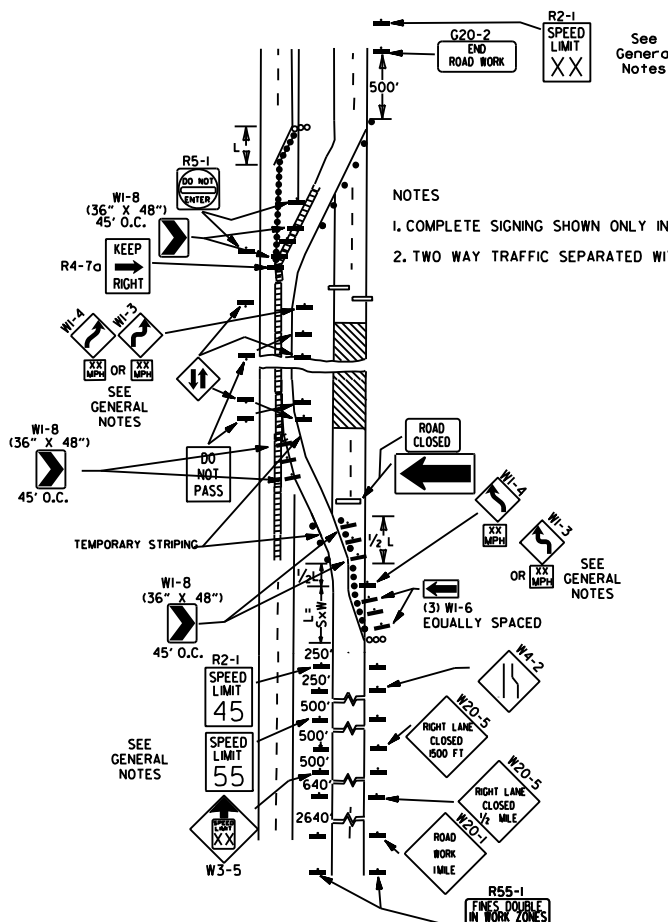 R2-1
SPEED
LIMIT
XX
See
General
Notes
G20-2
END
ROAD WORK
500'
L
R5-1
DO NOT
ENTER
W1-8
(36" X 48")
45' O.C.
KEEP
RIGHT
R4-7a
NOTES
1. COMPLETE SIGNING SHOWN ONLY IN
2. TWO WAY TRAFFIC SEPARATED WI
W1-4
W1-3
XX
MPH
OR
XX
MPH
SEE
GENERAL
NOTES
W1-8
(36" X 48")
45' O.C.
DO
NOT
PASS
ROAD
CLOSED
W1-4
XX
MPH
W1-3
OR
XX
MPH
SEE
GENERAL
NOTES
TEMPORARY STRIPING
1/2 L
1/2 L
L=
SxW
(3) W1-6
EQUALLY SPACED
W1-8
(36" X 48")
45' O.C.
R2-1
SPEED
LIMIT
45
250'
250'
500'
500'
500'
640'
2640'
W4-2
W20-5
RIGHT LANE
CLOSED
1500 FT
SEE
GENERAL
NOTES
SPEED
LIMIT
55
W20-5
RIGHT LANE
CLOSED
1/2 MILE
SPEED
LIMIT
XX
W3-5
W20-1
ROAD
WORK
1 MILE
R55-1
FINES DOUBLE
IN WORK ZONES